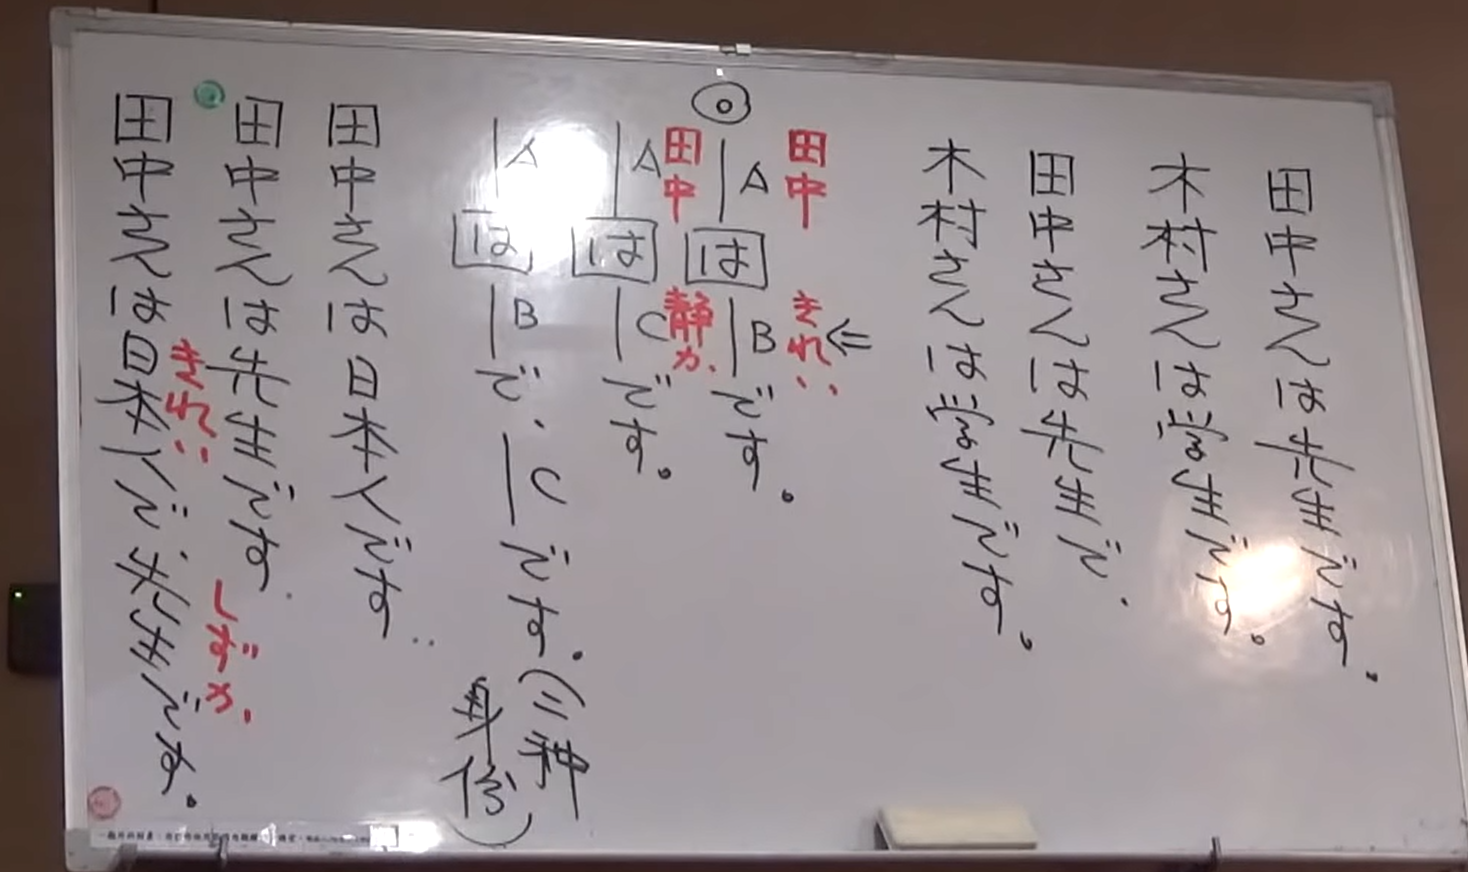 田中さんは先生です。
木村さんは学生です。
田中さんは先生で、
木村さんは学生です。
田中 きれい
A は B です。
田中 静か
A は C です。
A は B で、C です。(二种
身份)
田中さんは日本人です
田中さんは先生です
しずか
きれい
田中さんは日本人で、先生です。